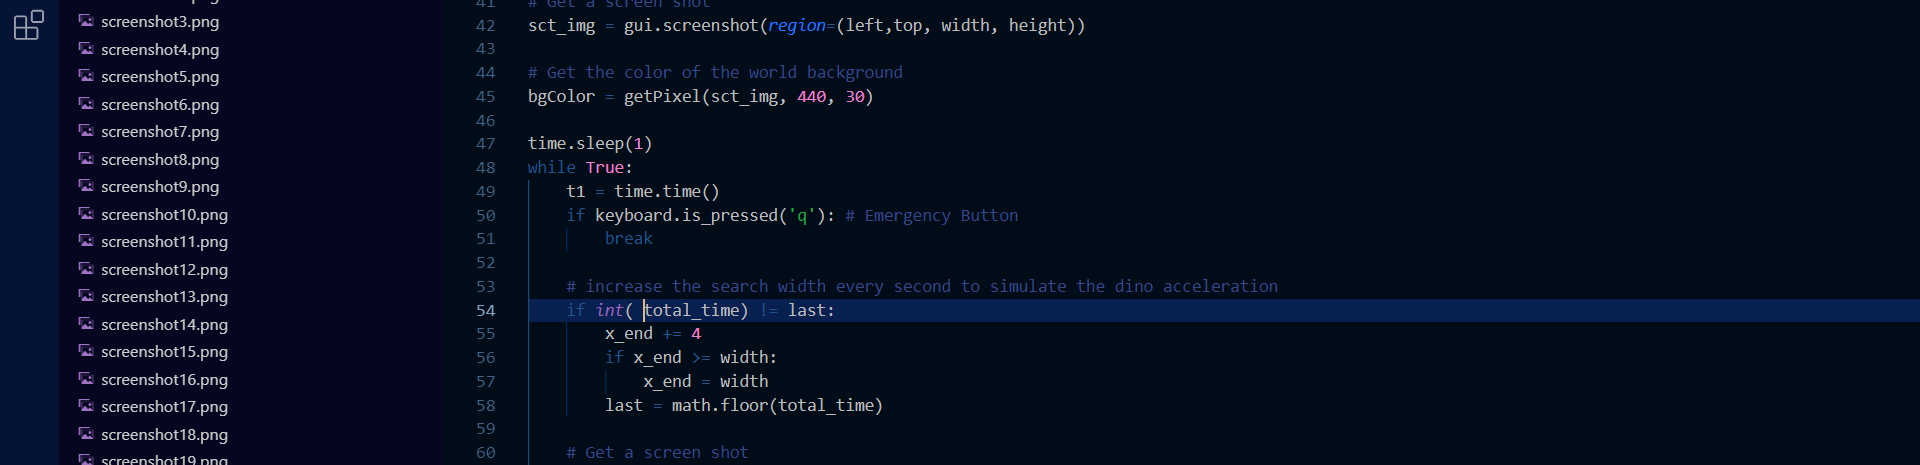 screenshot3.png
screenshot4.png
screenshot5.png
screenshot6.png
screenshot7.png
screenshot8.png
screenshot9.png
screenshot10.png
screenshot11.png
screenshot12.png
screenshot13.png
screenshot14.png
screenshot15.png
screenshot16.png
screenshot17.png
screenshot18.png
screenshot19.png
41 # Get a screen shot
42 sct_img = gui.screenshot(region=(left,top, width, height))
43
44 # Get the color of the world background
45 bgColor = getPixel(sct_img, 440, 30)
46
47 time.sleep(1)
48 while True:
49 t1 = time.time()
50 if keyboard.is_pressed('q'): # Emergency Button
51 break
52
53 # increase the search width every second to simulate the dino acceleration
54 if int( total_time) != last:
55 x_end += 4
56 if x_end >= width:
57 x_end = width
58 last = math.floor(total_time)
59
60 # Get a screen shot